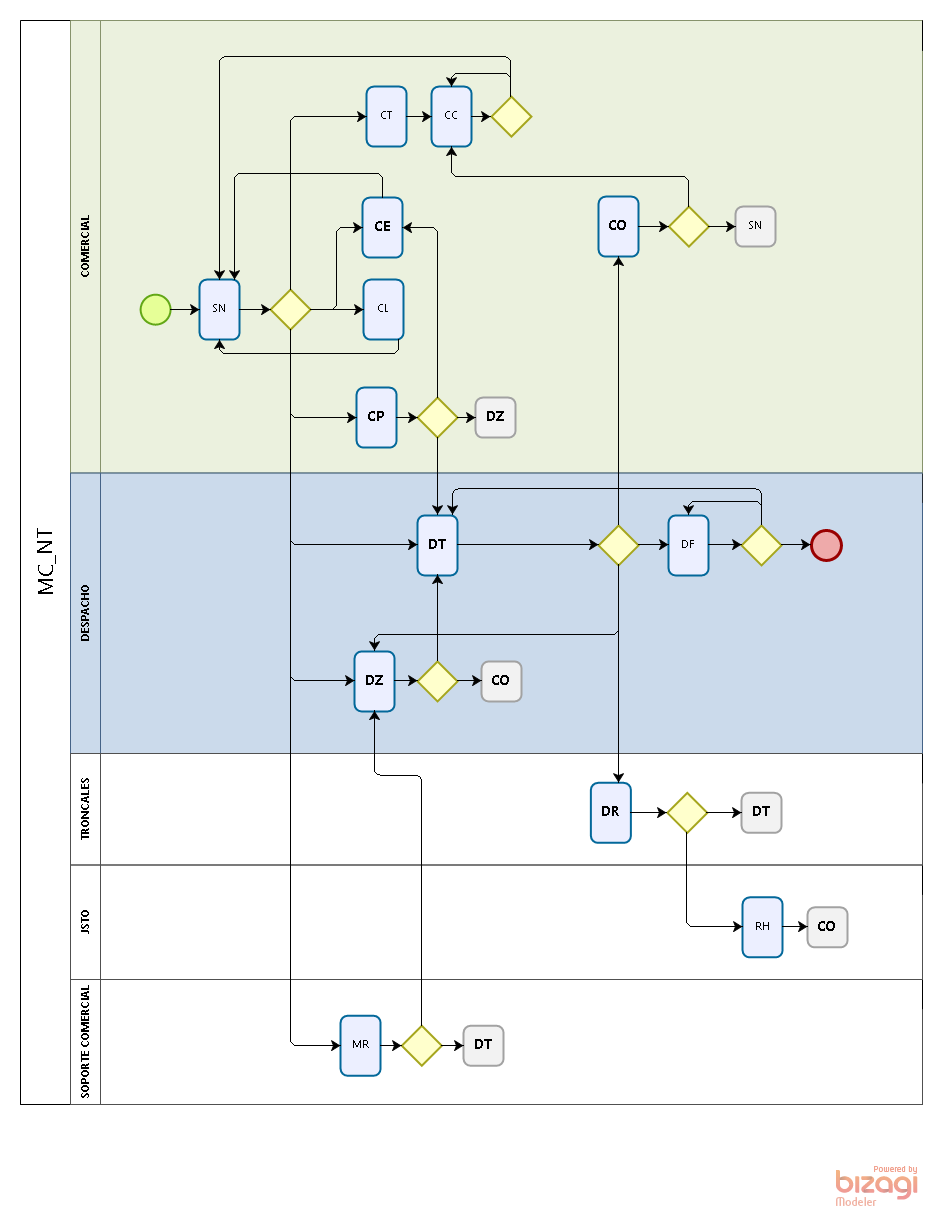 MC_NT
COMERCIAL
CT
CC
CE
CO
SN
SN
CL
CP
DZ
DESPACHO
DT
DF
DZ
CO
TRONCALES
DR
DT
JSTO
RH
CO
SOPORTE COMERCIAL
MR
DT
Powered by
bizagi
Modeler